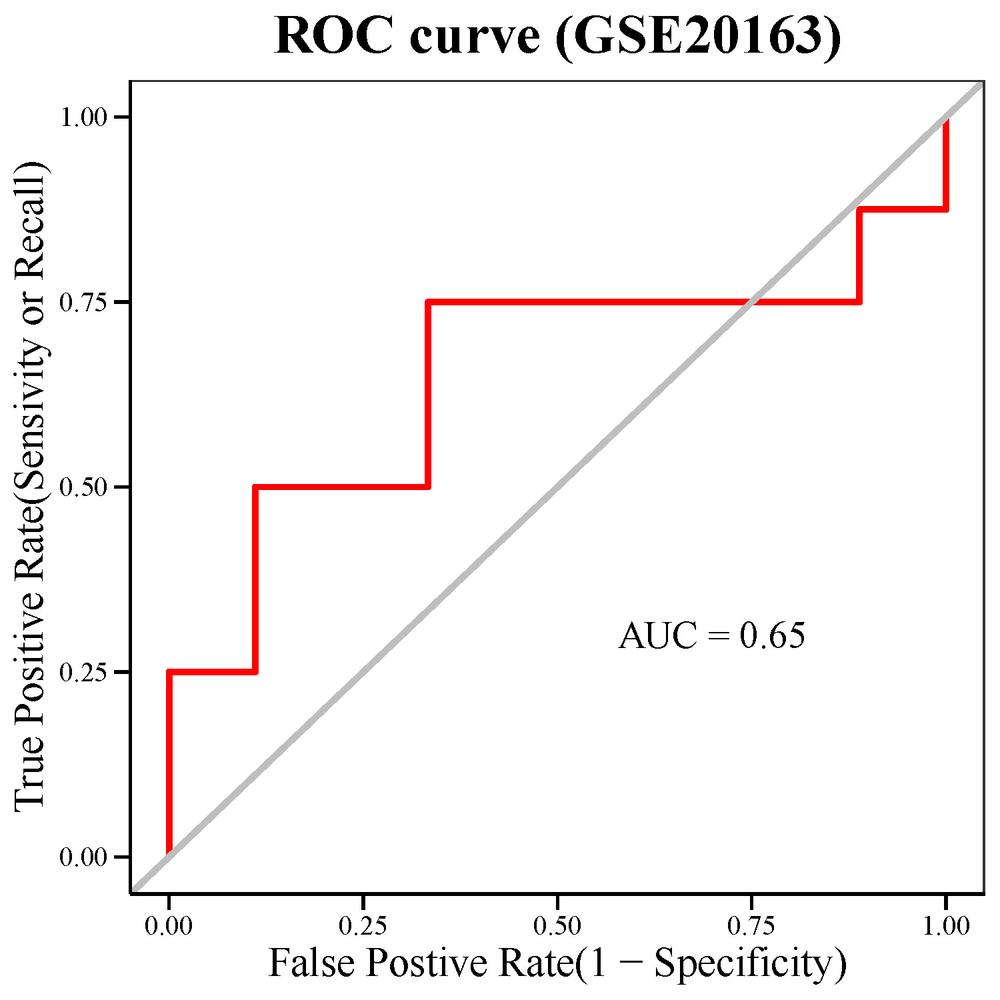 ROC curve (GSE20163)
True Positive Rate(Sensivity or Recall)
1.00
0.75
0.50
0.25
0.00
AUC = 0.65
0.00 0.25 0.50 0.75 1.00
False Postive Rate(1 − Specificity)